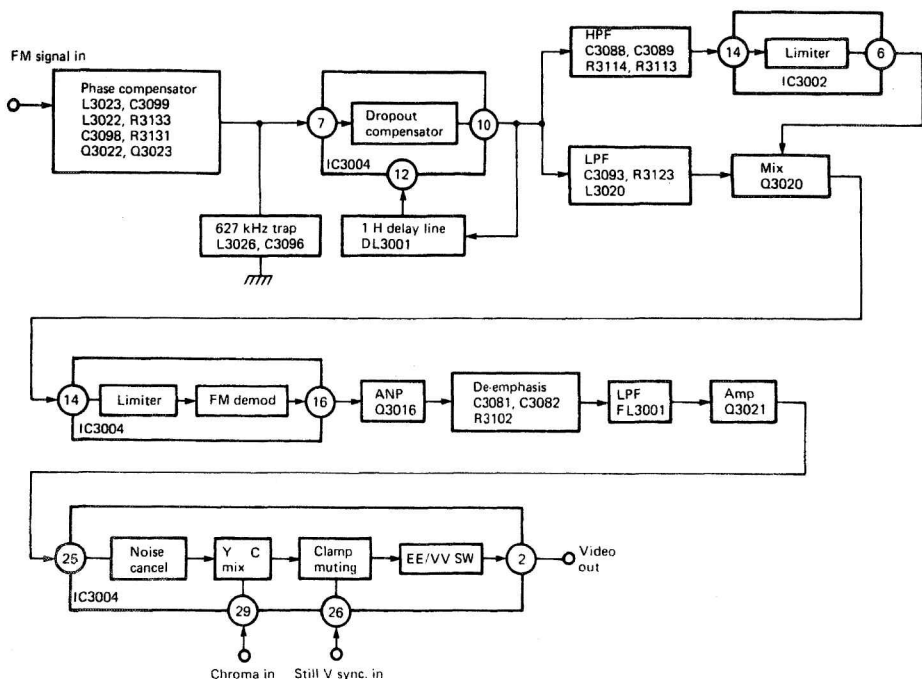 FM signal in
Phase compensator
L3023, C3099
L3022, R3133
C3098, R3131
Q3022, Q3023
627 kHz trap
L3026, C3096
7
Dropout
compensator
10
IC3004
12
1 H delay line
DL3001
HPF
C3088, C3089
R3114, R3113
14
Limiter
6
IC3002
LPF
C3093, R3123
L3020
Mix
Q3020
14
Limiter
FM demod
16
IC3004
ANP
Q3016
De-emphasis
C3081, C3082
R3102
LPF
FL3001
Amp
Q3021
25
Noise
cancel
Y C
mix
Clamp
muting
EE/VV SW
2
Video
out
IC3004
29
26
Chroma in
Still V sync. in